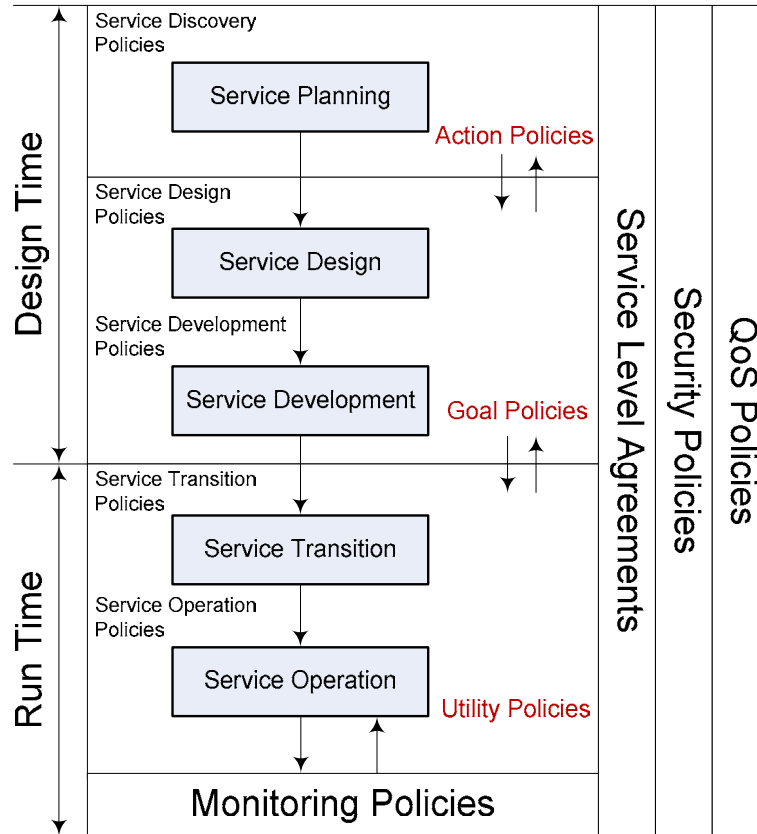 Service Discovery
Policies
Service Planning
Action Policies
Service Design
Policies
Service Design
Service Development
Policies
Service Development
Goal Policies
Service Transition
Policies
Service Transition
Service Operation
Policies
Service Operation
Utility Policies
Monitoring Policies
Design Time
Run Time
Service Level Agreements
Security Policies
QoS Policies